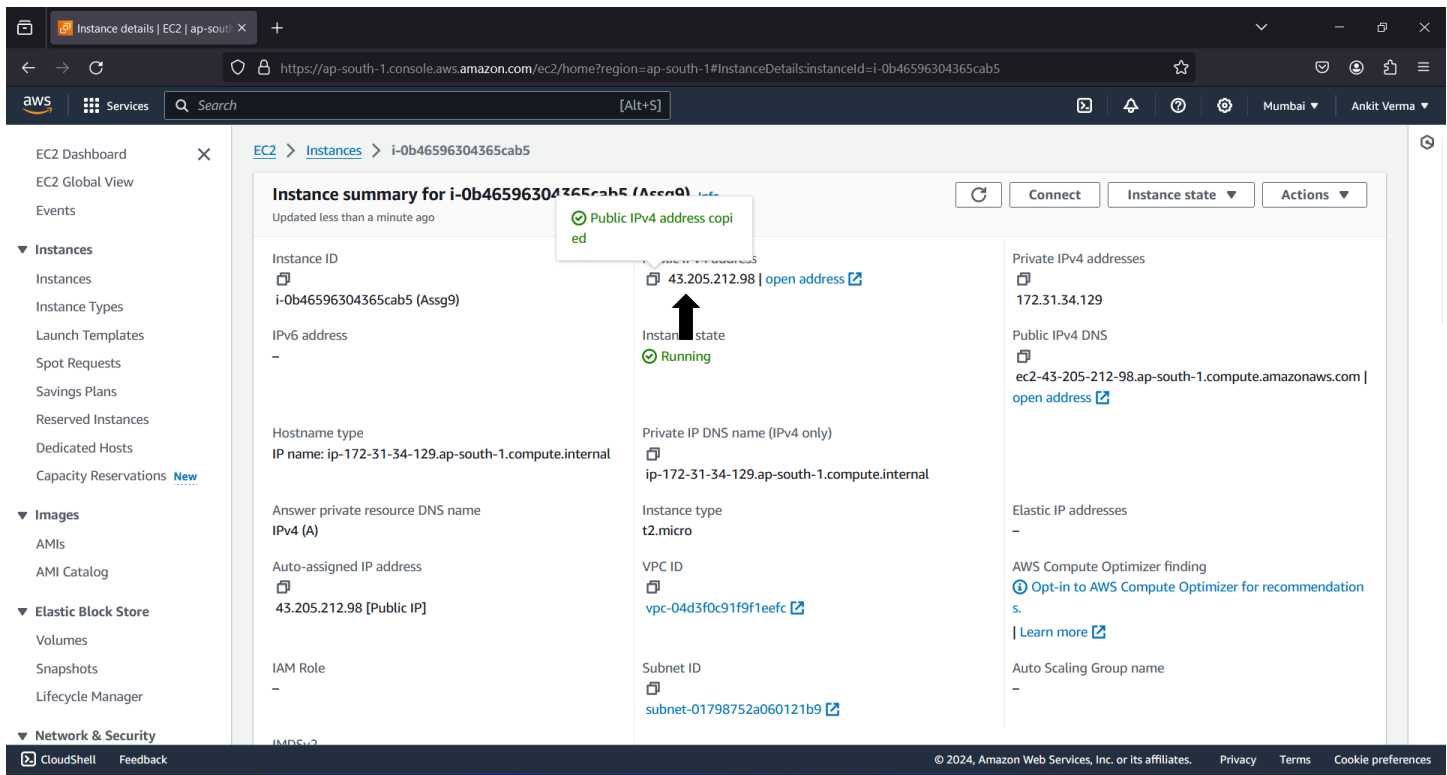 Instance details | EC2 | ap-south
https://ap-south-1.console.aws.amazon.com/ec2/home?region=ap-south-1#InstanceDetails:instanceId=i-0b46596304365cab5
aws Services Search [Alt+S] Mumbai ▼ Ankit Verma ▼
EC2 Dashboard
EC2 Global View
Events
▼ Instances
Instances
Instance Types
Launch Templates
Spot Requests
Savings Plans
Reserved Instances
Dedicated Hosts
Capacity Reservations New
▼ Images
AMIs
AMI Catalog
▼ Elastic Block Store
Volumes
Snapshots
Lifecycle Manager
▼ Network & Security
EC2 > Instances > i-0b46596304365cab5
Instance summary for i-0b46596304365cab5 (Assg9) Info
Updated less than a minute ago
Connect Instance state ▼ Actions ▼
Public IPv4 address copi
ed
Instance ID
i-0b46596304365cab5 (Assg9)
Public IPv4 address
43.205.212.98 | open address
Private IPv4 addresses
172.31.34.129
IPv6 address
–
Instance state
Running
Public IPv4 DNS
ec2-43-205-212-98.ap-south-1.compute.amazonaws.com |
open address
Hostname type
IP name: ip-172-31-34-129.ap-south-1.compute.internal
Private IP DNS name (IPv4 only)
ip-172-31-34-129.ap-south-1.compute.internal
Answer private resource DNS name
IPv4 (A)
Instance type
t2.micro
Elastic IP addresses
–
Auto-assigned IP address
43.205.212.98 [Public IP]
VPC ID
vpc-04d3f0c91f9f1eefc
AWS Compute Optimizer finding
Opt-in to AWS Compute Optimizer for recommendation
s.
| Learn more
IAM Role
–
Subnet ID
subnet-01798752a060121b9
Auto Scaling Group name
–
IMDSv2
CloudShell Feedback © 2024, Amazon Web Services, Inc. or its affiliates. Privacy Terms Cookie preferences